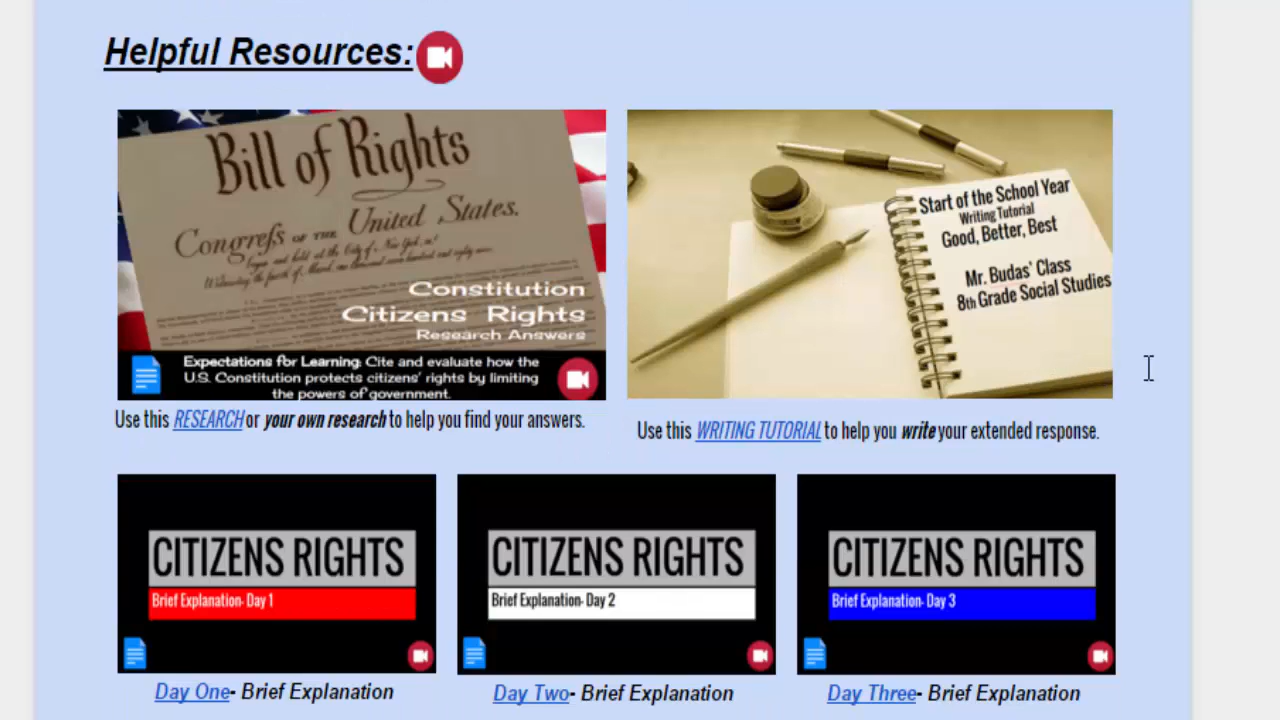 Helpful Resources:
Bill of Rights
Congrefs OF THE United States,
Constitution
Citizens Rights
Research Answers
Expectations for Learning: Cite and evaluate how the
U.S. Constitution protects citizens' rights by limiting
the powers of government.
Start of the School Year
Writing Tutorial
Good, Better, Best
Mr. Budas' Class
8th Grade Social Studies
Use this RESEARCH or your own research to help you find your answers.
Use this WRITING TUTORIAL to help you write your extended response.
CITIZENS RIGHTS
Brief Explanation- Day 1
CITIZENS RIGHTS
Brief Explanation- Day 2
CITIZENS RIGHTS
Brief Explanation- Day 3
Day One- Brief Explanation
Day Two- Brief Explanation
Day Three- Brief Explanation